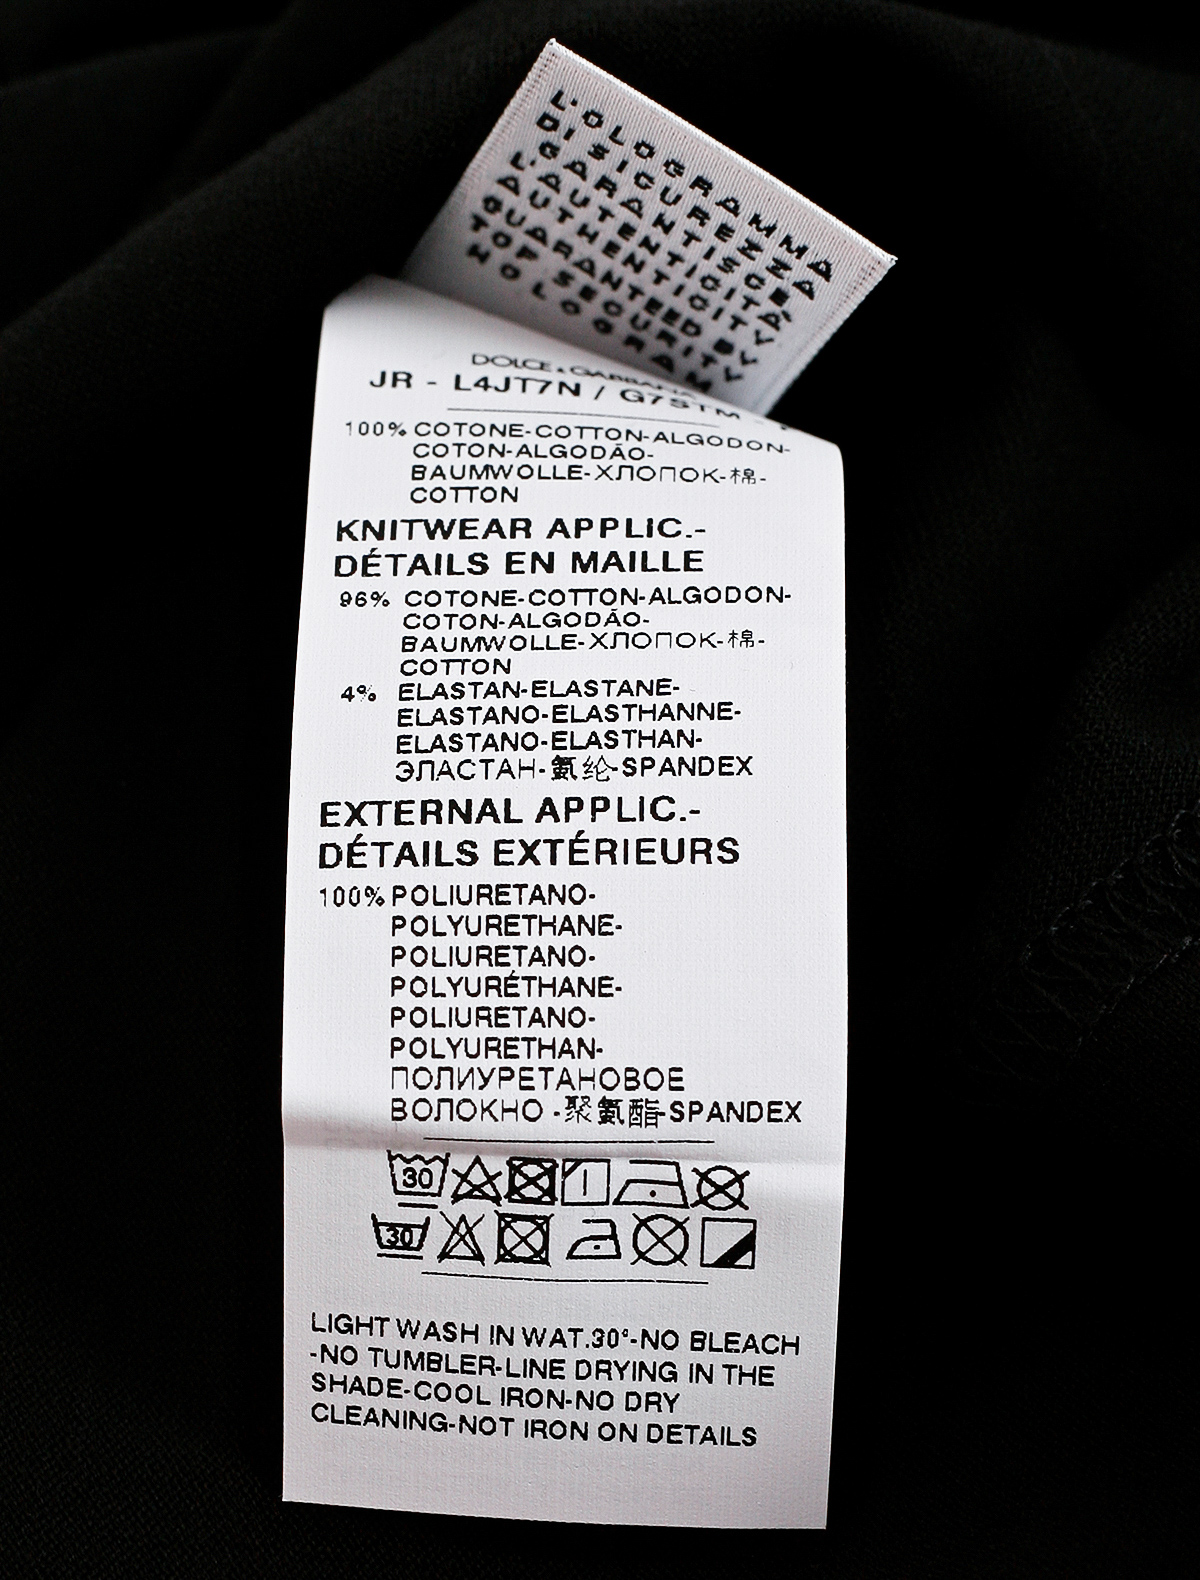 L'OLOGRAMMA
DI SICUREZZA
GARANTISCE
L'AUTENTICITÀ
AUTHENTICITY
GUARANTEED BY
TOP SECURITY
HOLOGRAM
DOLCE & GABBANA
JR - L4JT7N / G7STM
100% COTONE-COTTON-ALGODON-
COTON-ALGODÃO-
BAUMWOLLE-ХЛОПОК-棉-
COTTON
KNITWEAR APPLIC.-
DÉTAILS EN MAILLE
96% COTONE-COTTON-ALGODON-
COTON-ALGODÃO-
BAUMWOLLE-ХЛОПОК-棉-
COTTON
4% ELASTAN-ELASTANE-
ELASTANO-ELASTHANNE-
ELASTANO-ELASTHAN-
ЭЛАСТАН-氨纶-SPANDEX
EXTERNAL APPLIC.-
DÉTAILS EXTÉRIEURS
100% POLIURETANO-
POLYURETHANE-
POLIURETANO-
POLYURÉTHANE-
POLIURETANO-
POLYURETHAN-
ПОЛИУРЕТАНОВОЕ
ВОЛОКНО -聚氨酯-SPANDEX
30
30
LIGHT WASH IN WAT.30°-NO BLEACH
-NO TUMBLER-LINE DRYING IN THE
SHADE-COOL IRON-NO DRY
CLEANING-NOT IRON ON DETAILS